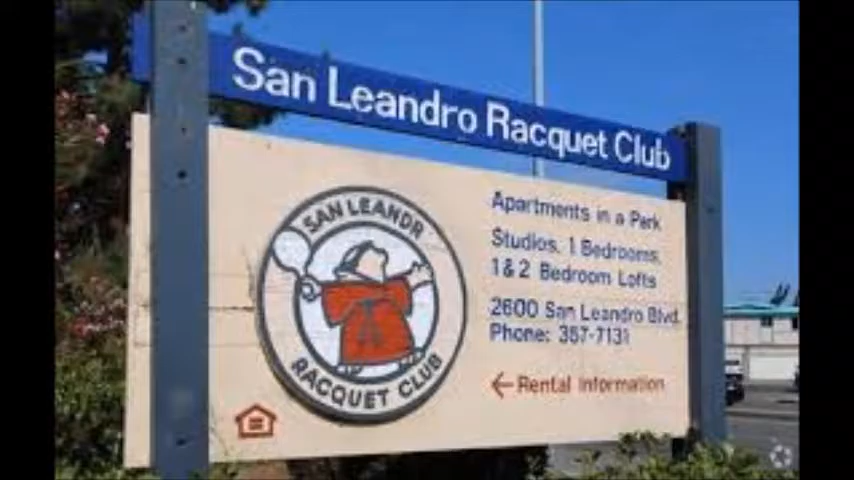 San Leandro Racquet Club
SAN LEANDR
RACQUET CLUB
Apartments in a Park
Studios, 1 Bedrooms,
1 & 2 Bedroom Lofts
2600 San Leandro Blvd.
Phone: 357-7131
←Rental Information